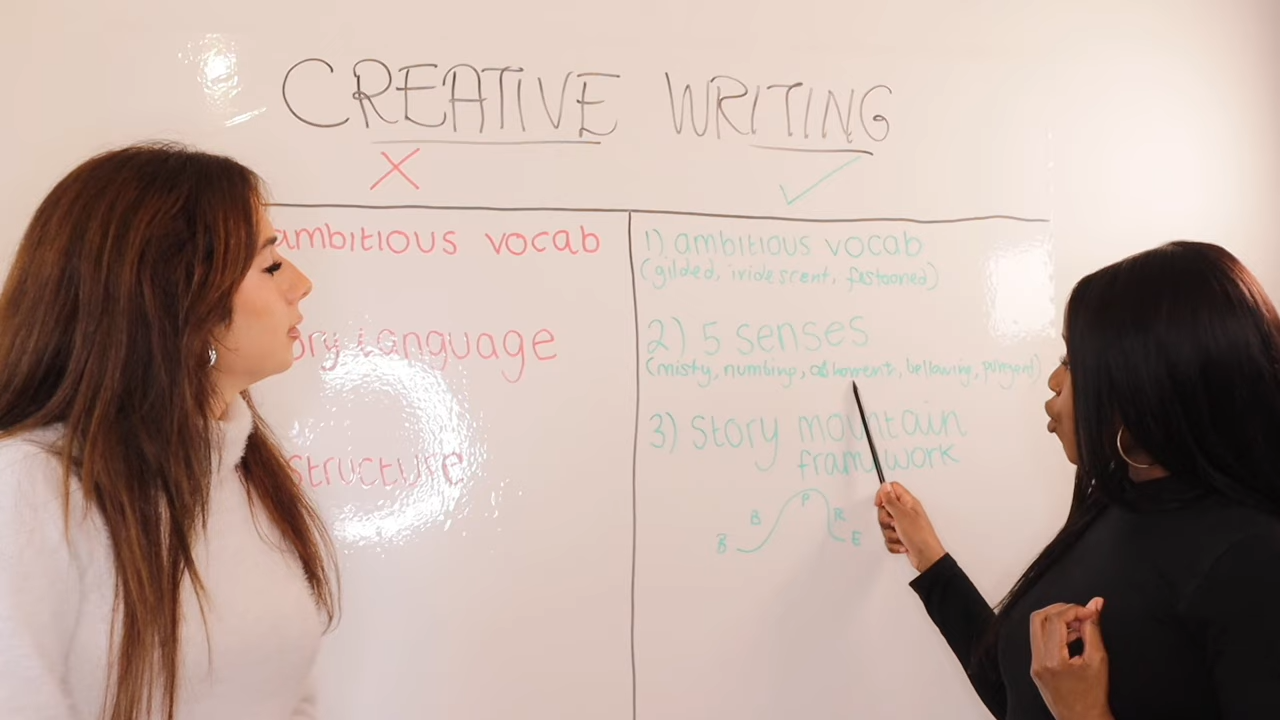 CREATIVE WRITING
ambitious vocab
language
structure
1) ambitious vocab
(gilded, iridescent, festooned)
2) 5 senses
(misty, numbing, bellowing, pungent)
3) Story mountain
framework
B B P R E